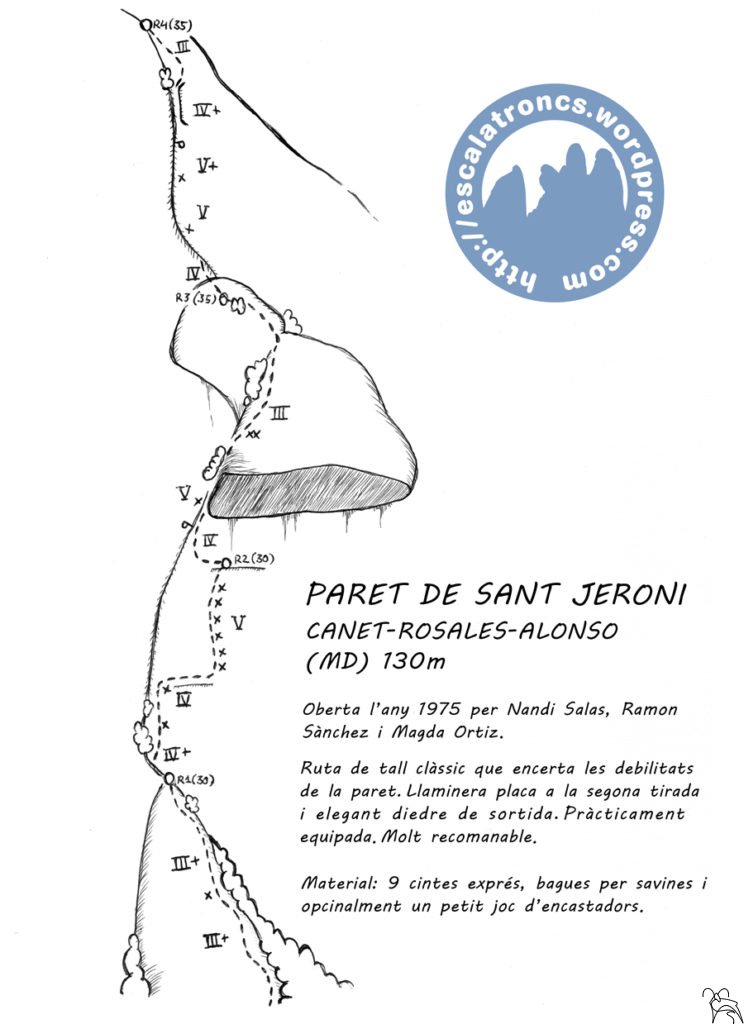 R4(35)
III
IV+
V+
V
IV
R3(35)
III
V
IV
R2(30)
V
IV
IV+
R1(30)
III+
III+
http://escalatroncs.wordpress.com
PARET DE SANT JERONI
CANET-ROSALES-ALONSO
(MD) 130m
Oberta l'any 1975 per Nandi Salas, Ramon
Sànchez i Magda Ortiz.
Ruta de tall clàssic que encerta les debilitats
de la paret. Llaminera placa a la segona tirada
i elegant diedre de sortida. Pràcticament
equipada. Molt recomanable.
Material: 9 cintes exprés, bagues per savines i
opcinalment un petit joc d'encastadors.